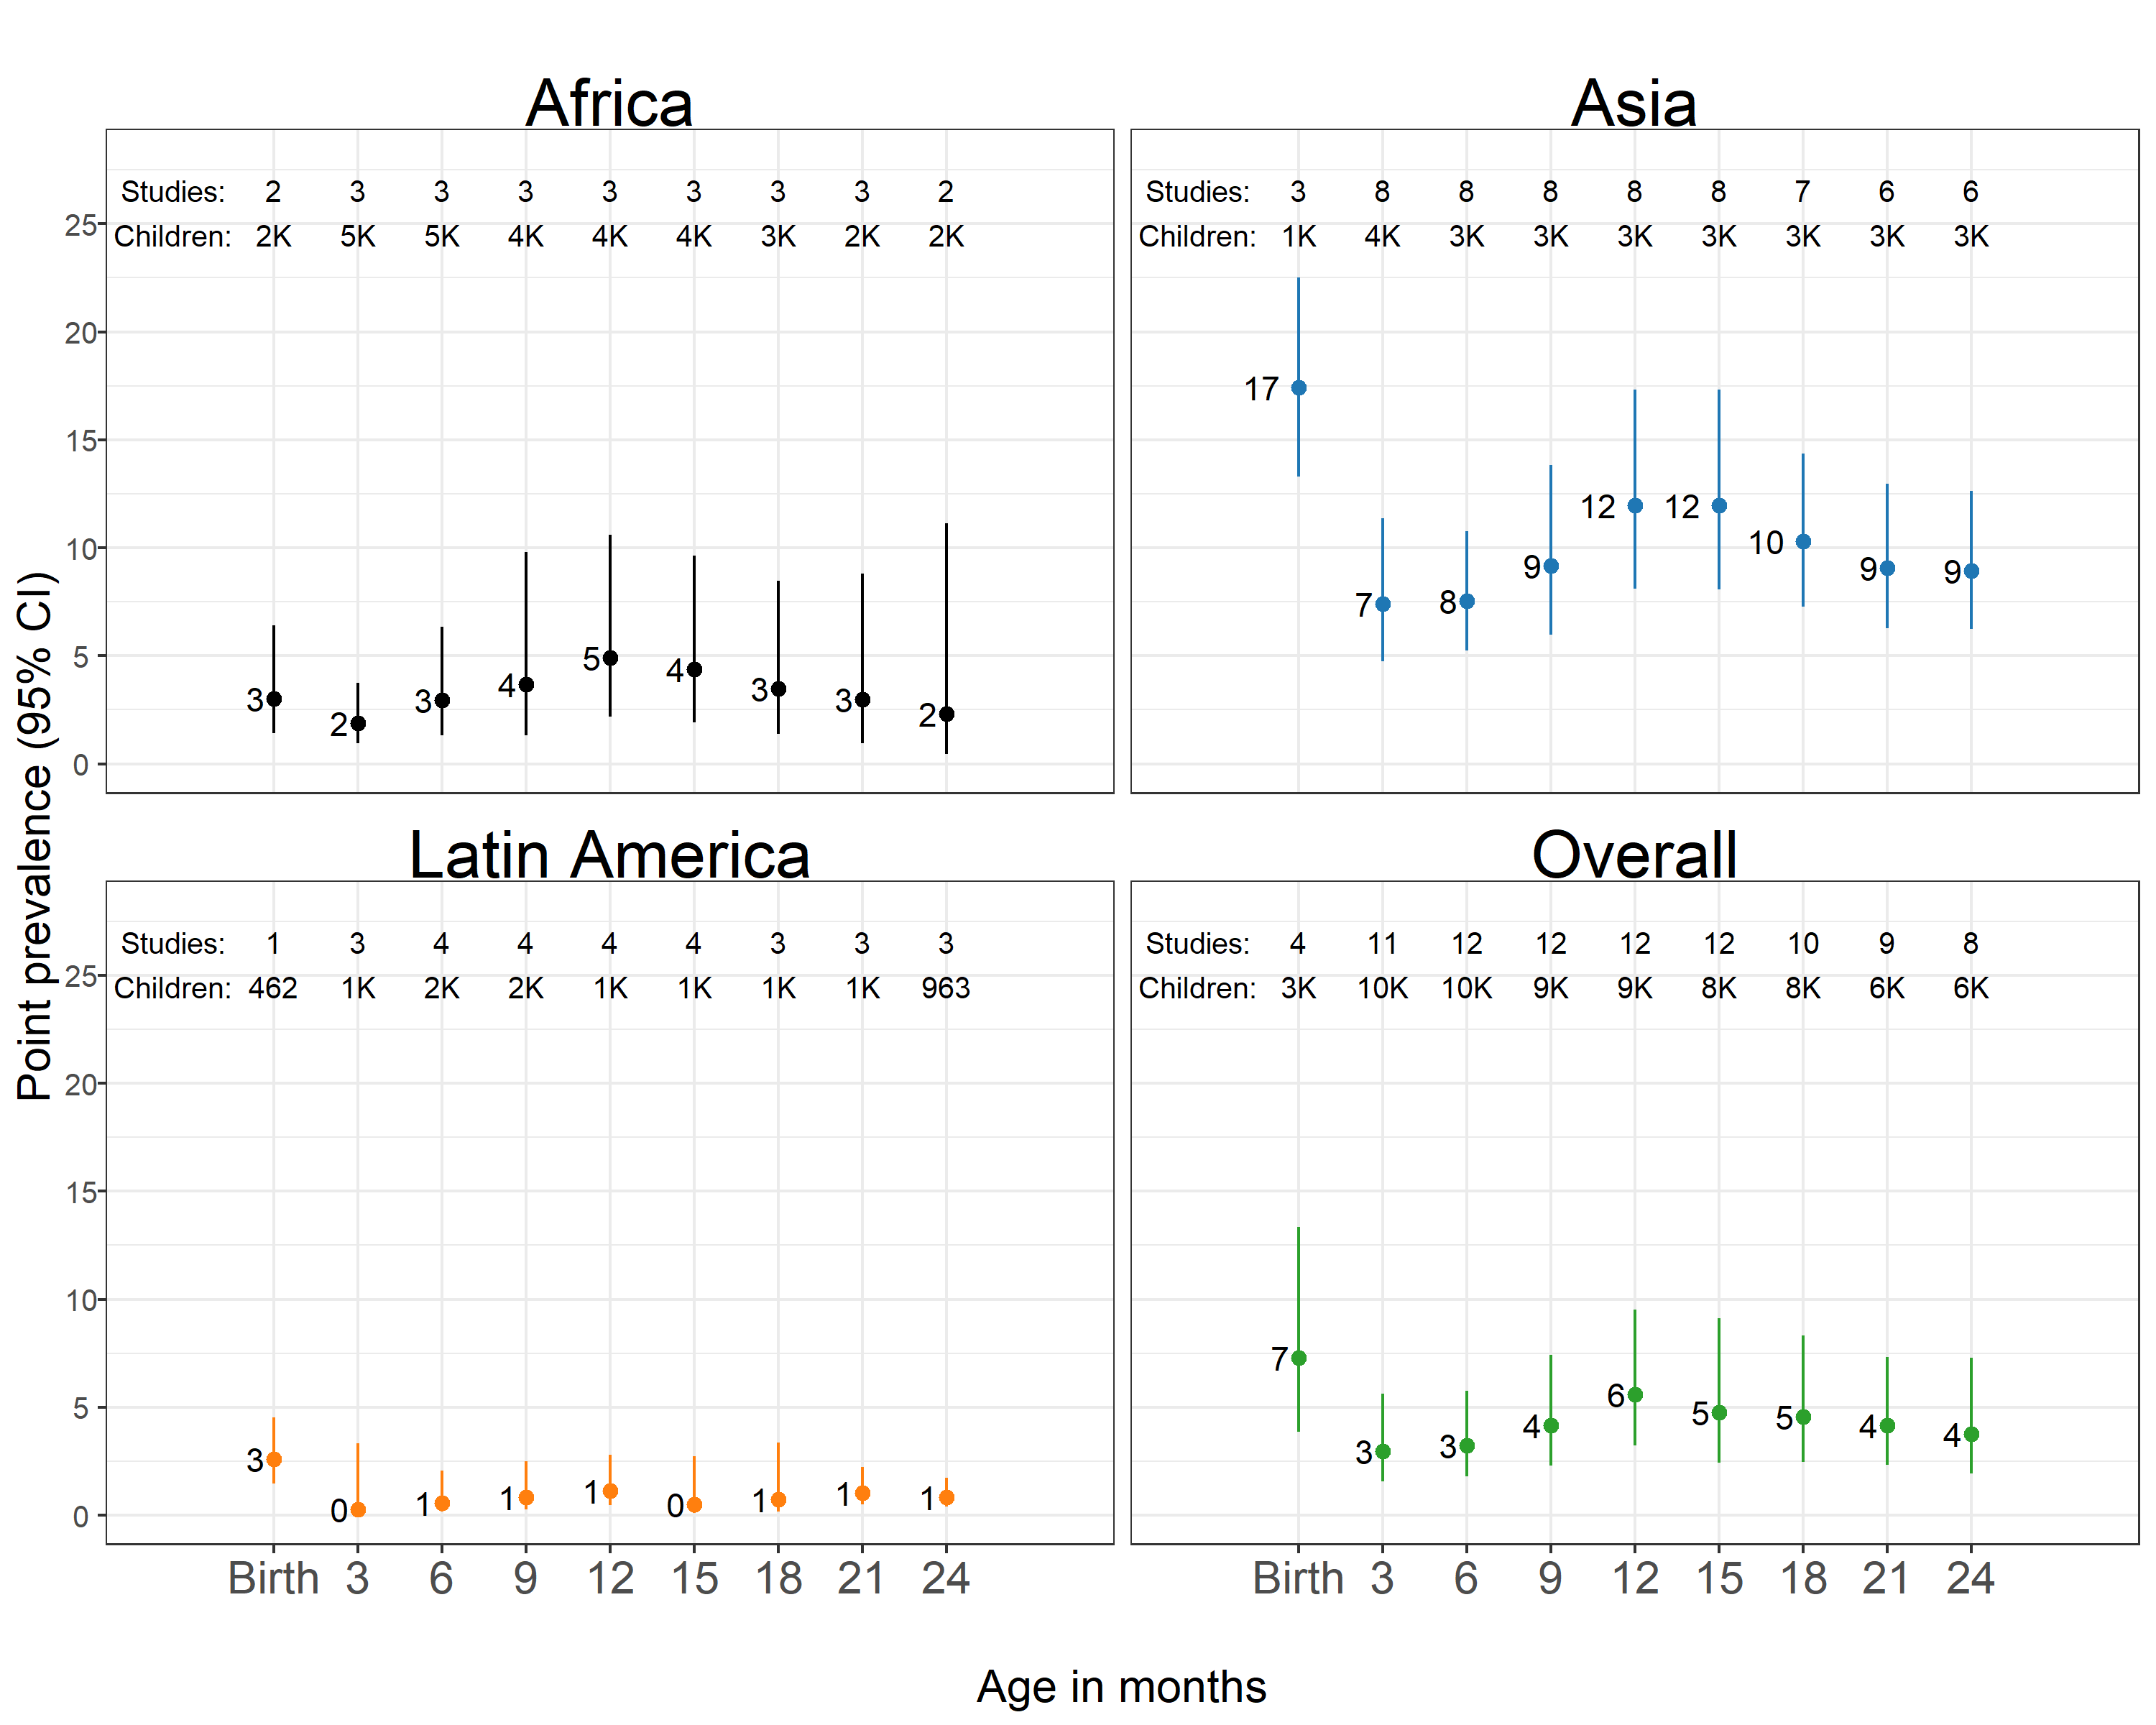 Africa
Studies: 2 3 3 3 3 3 3 3 2
Children: 2K 5K 5K 4K 4K 4K 3K 2K 2K
25
20
15
10
5
0
3 2 3 4 5 4 3 3 2
Asia
Studies: 3 8 8 8 8 8 7 6 6
Children: 1K 4K 3K 3K 3K 3K 3K 3K 3K
17 7 8 9 12 12 10 9 9
Point prevalence (95% CI)
Latin America
Studies: 1 3 4 4 4 4 3 3 3
Children: 462 1K 2K 2K 1K 1K 1K 1K 963
25
20
15
10
5
0
3 0 1 1 1 0 1 1 1
Birth 3 6 9 12 15 18 21 24
Overall
Studies: 4 11 12 12 12 12 10 9 8
Children: 3K 10K 10K 9K 9K 8K 8K 6K 6K
7 3 3 4 6 5 5 4 4
Birth 3 6 9 12 15 18 21 24
Age in months